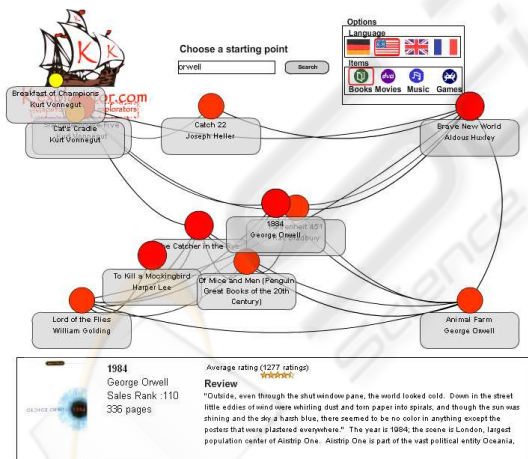 Options
Language
Choose a starting point
orwell
Search
Items
Books Movies Music Games
K
K
Breakfast of Champions
Kurt Vonnegut
or.com
plorators
Cat's Cradle
Kurt Vonnegut
Catch 22
Joseph Heller
Brave New World
Aldous Huxley
1984
George Orwell
The Catcher in the Rye
To Kill a Mockingbird
Harper Lee
Of Mice and Men (Penguin
Great Books of the 20th
Century)
Lord of the Flies
William Golding
Animal Farm
George Orwell
1984
George Orwell
Sales Rank :110
336 pages
GEORGE ORWELL 1984
Average rating (1277 ratings)
Review
"Outside, even through the shut window pane, the world looked cold. Down in the street
little eddies of wind were whirling dust and torn paper into spirals, and though the sun was
shining and the sky a harsh blue, there seemed to be no color in anything except the
posters that were plastered everywhere." The year is 1984; the scene is London, largest
population center of Airstrip One. Airstrip One is part of the vast political entity Oceania,